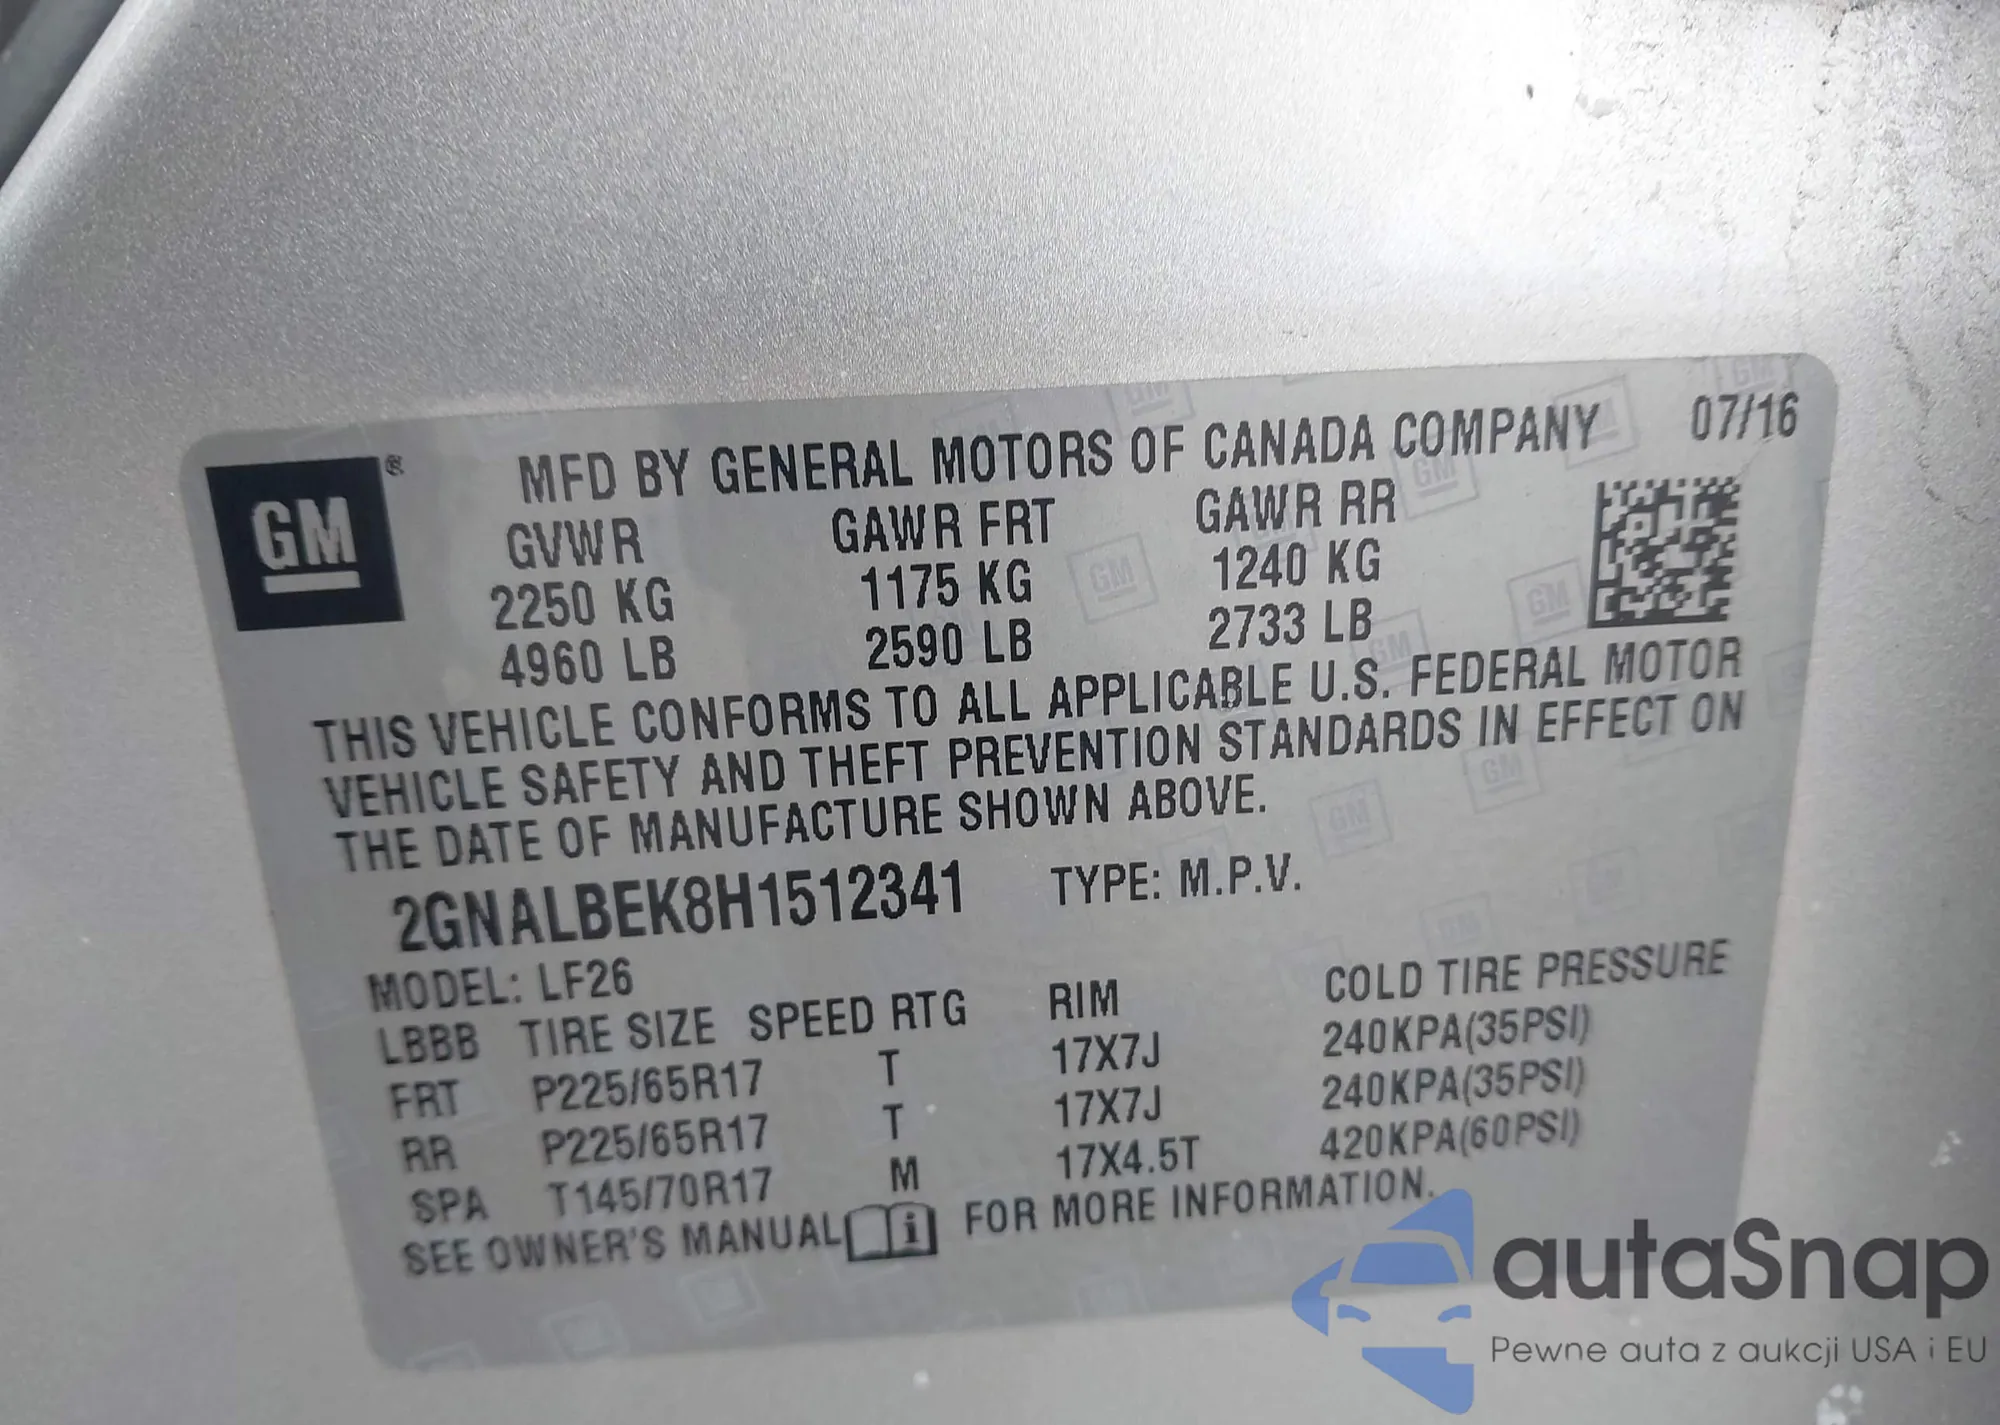 GM ®
MFD BY GENERAL MOTORS OF CANADA COMPANY 07/16
GVWR GAWR FRT GAWR RR
2250 KG 1175 KG 1240 KG
4960 LB 2590 LB 2733 LB
THIS VEHICLE CONFORMS TO ALL APPLICABLE U.S. FEDERAL MOTOR
VEHICLE SAFETY AND THEFT PREVENTION STANDARDS IN EFFECT ON
THE DATE OF MANUFACTURE SHOWN ABOVE.
2GNALBEK8H1512341 TYPE: M.P.V.
MODEL: LF26
LBBB TIRE SIZE SPEED RTG RIM COLD TIRE PRESSURE
FRT P225/65R17 T 17X7J 240KPA(35PSI)
RR P225/65R17 T 17X7J 240KPA(35PSI)
SPA T145/70R17 M 17X4.5T 420KPA(60PSI)
SEE OWNER'S MANUAL i FOR MORE INFORMATION.
autaSnap
Pewne auta z aukcji USA i EU